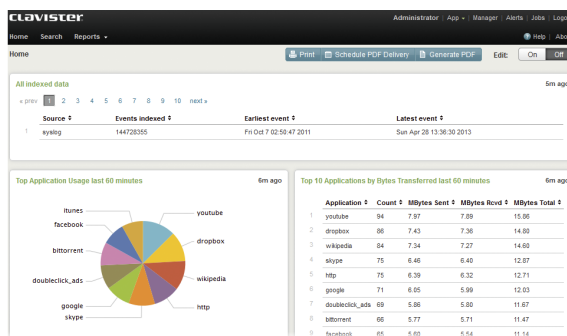 clavister
Administrator | App | Manager | Alerts | Jobs | Logo
Home Search Reports Help | Abo
Home Print Schedule PDF Delivery Generate PDF Edit: On Off
All indexed data 5m ago
« prev 1 2 3 4 5 6 7 8 9 10 next »
Source Events indexed Earliest event Latest event
1 syslog 144728355 Fri Oct 7 02:50:47 2011 Sun Apr 28 13:36:30 2013
Top Application Usage last 60 minutes 6m ago
itunes
youtube
facebook
dropbox
bittorrent
wikipedia
doubleclick_ads
http
google
skype
Top 10 Applications by Bytes Transferred last 60 minutes 6m ago
Application Count MBytes Sent MBytes Rcvd MBytes Total
1 youtube 94 7.97 7.89 15.86
2 dropbox 86 7.43 7.36 14.80
3 wikipedia 84 7.34 7.27 14.60
4 skype 75 6.46 6.40 12.87
5 http 75 6.39 6.32 12.71
6 google 71 6.05 5.99 12.03
7 doubleclick_ads 69 5.86 5.80 11.67
8 bittorrent 66 5.77 5.71 11.47
9 facebook 65 5.60 5.54 11.14